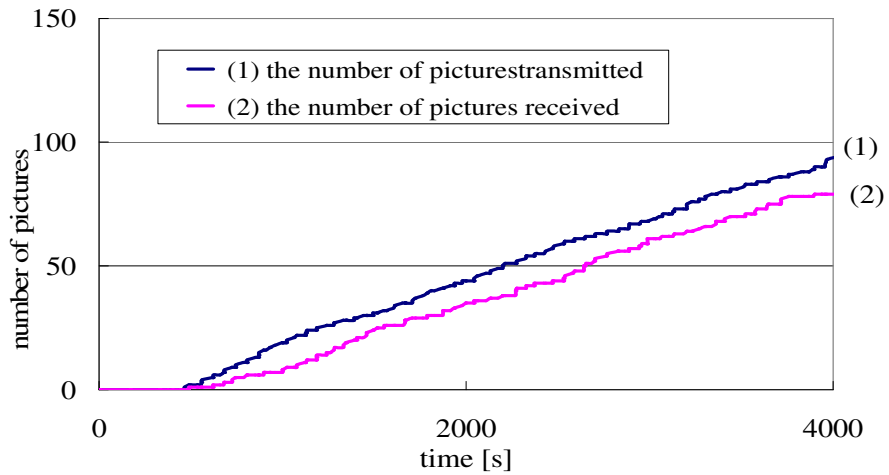 150
(1) the number of picturestransmitted
(2) the number of pictures received
100
(1)
(2)
50
0
number of pictures
0
2000
4000
time [s]